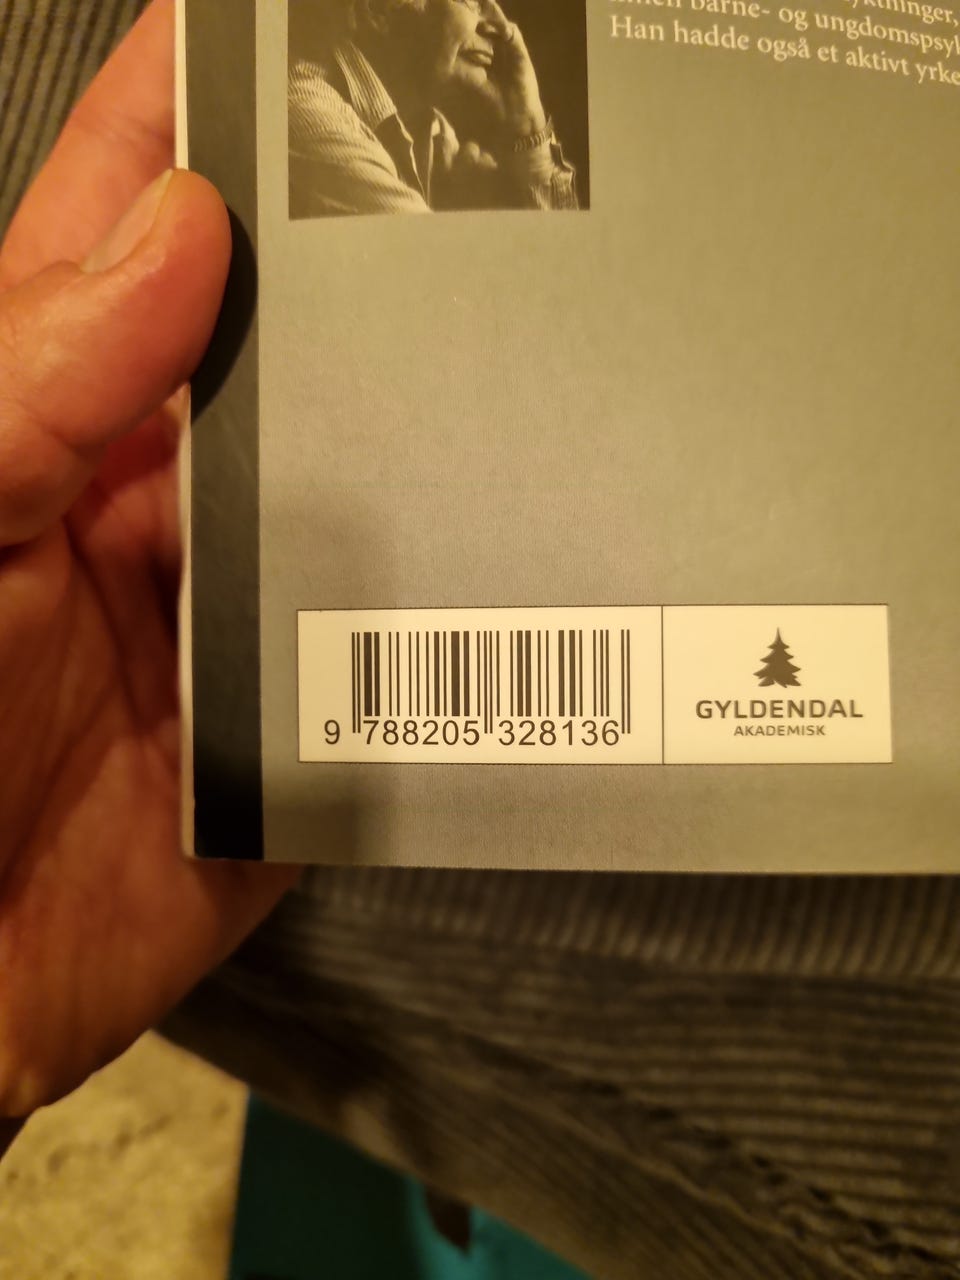 barne- og ungdomspsyk
Han hadde også et aktivt yrke
9 788205 328136
GYLDENDAL
AKADEMISK